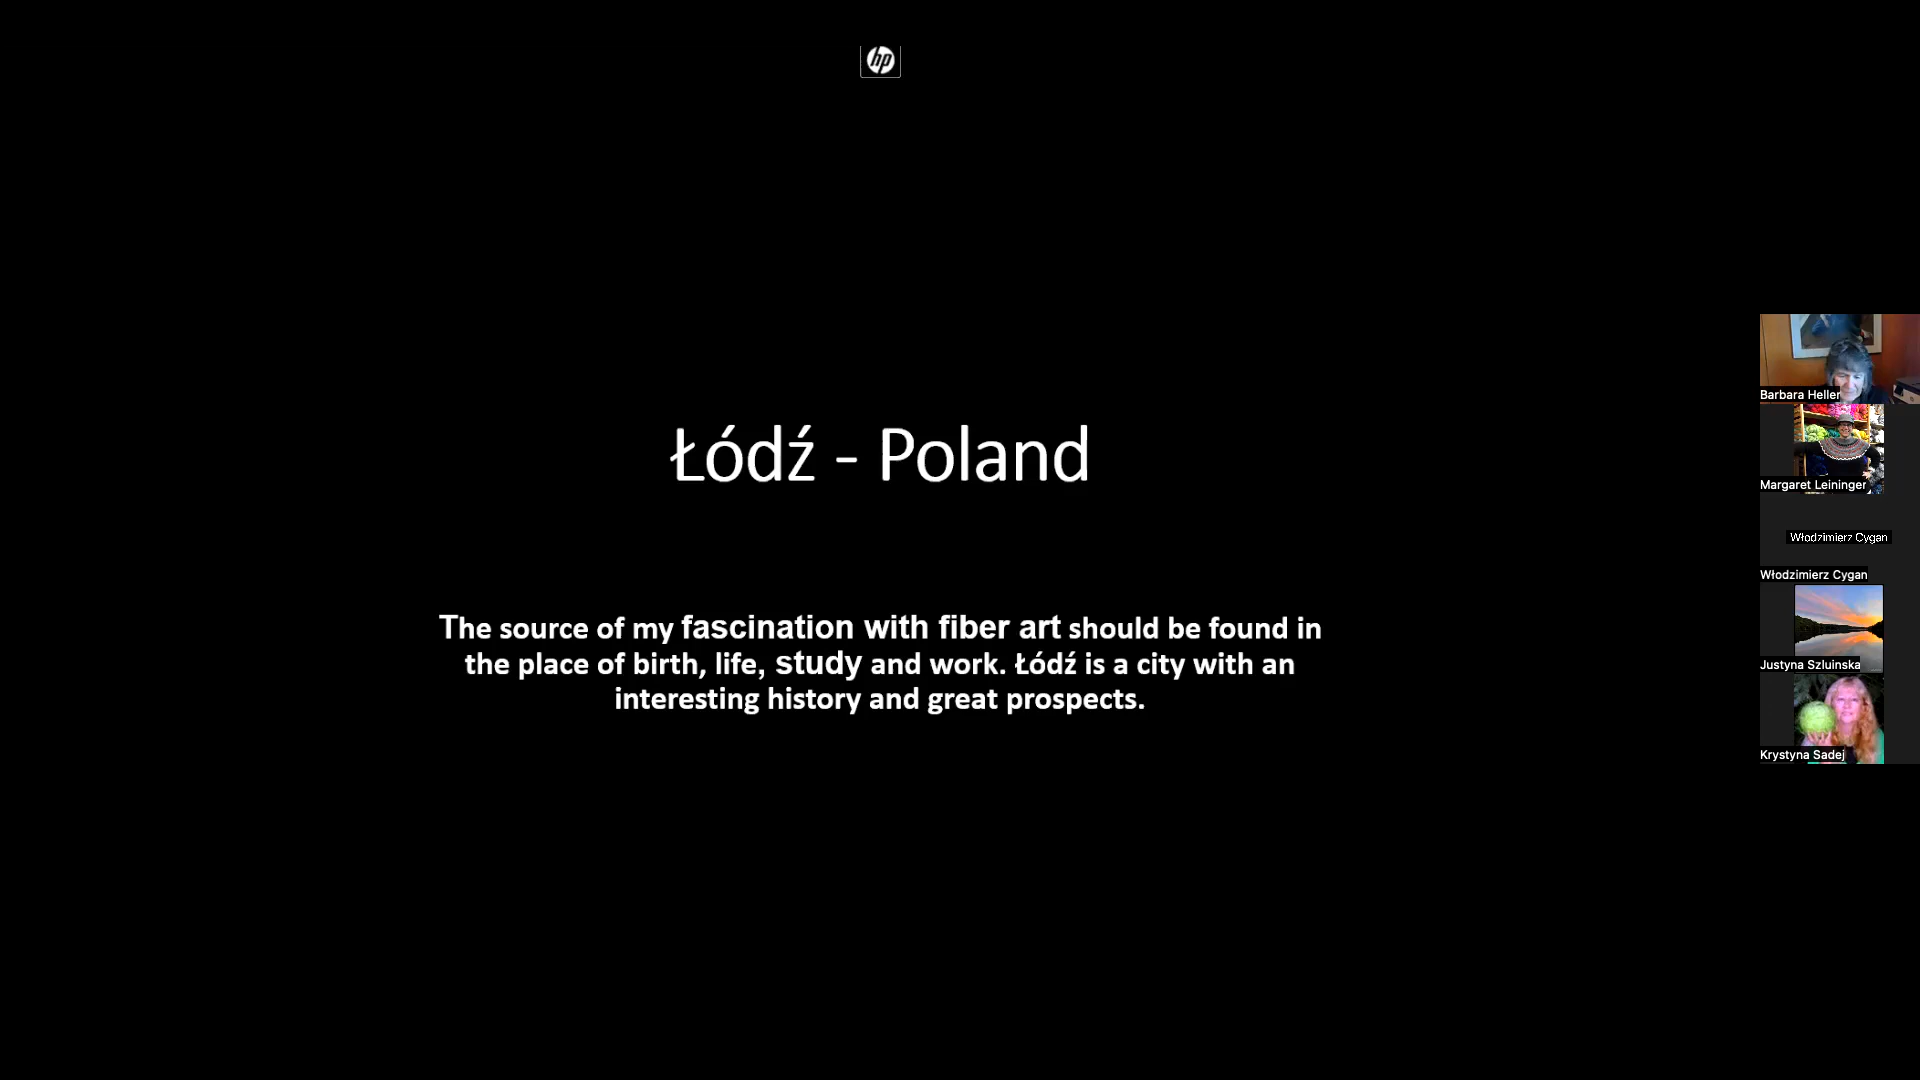 hp
Łódź - Poland
The source of my fascination with fiber art should be found in
the place of birth, life, study and work. Łódź is a city with an
interesting history and great prospects.
Barbara Heller
Margaret Leininger
Włodzimierz Cygan
Włodzimierz Cygan
Justyna Szluinska
Krystyna Sadej